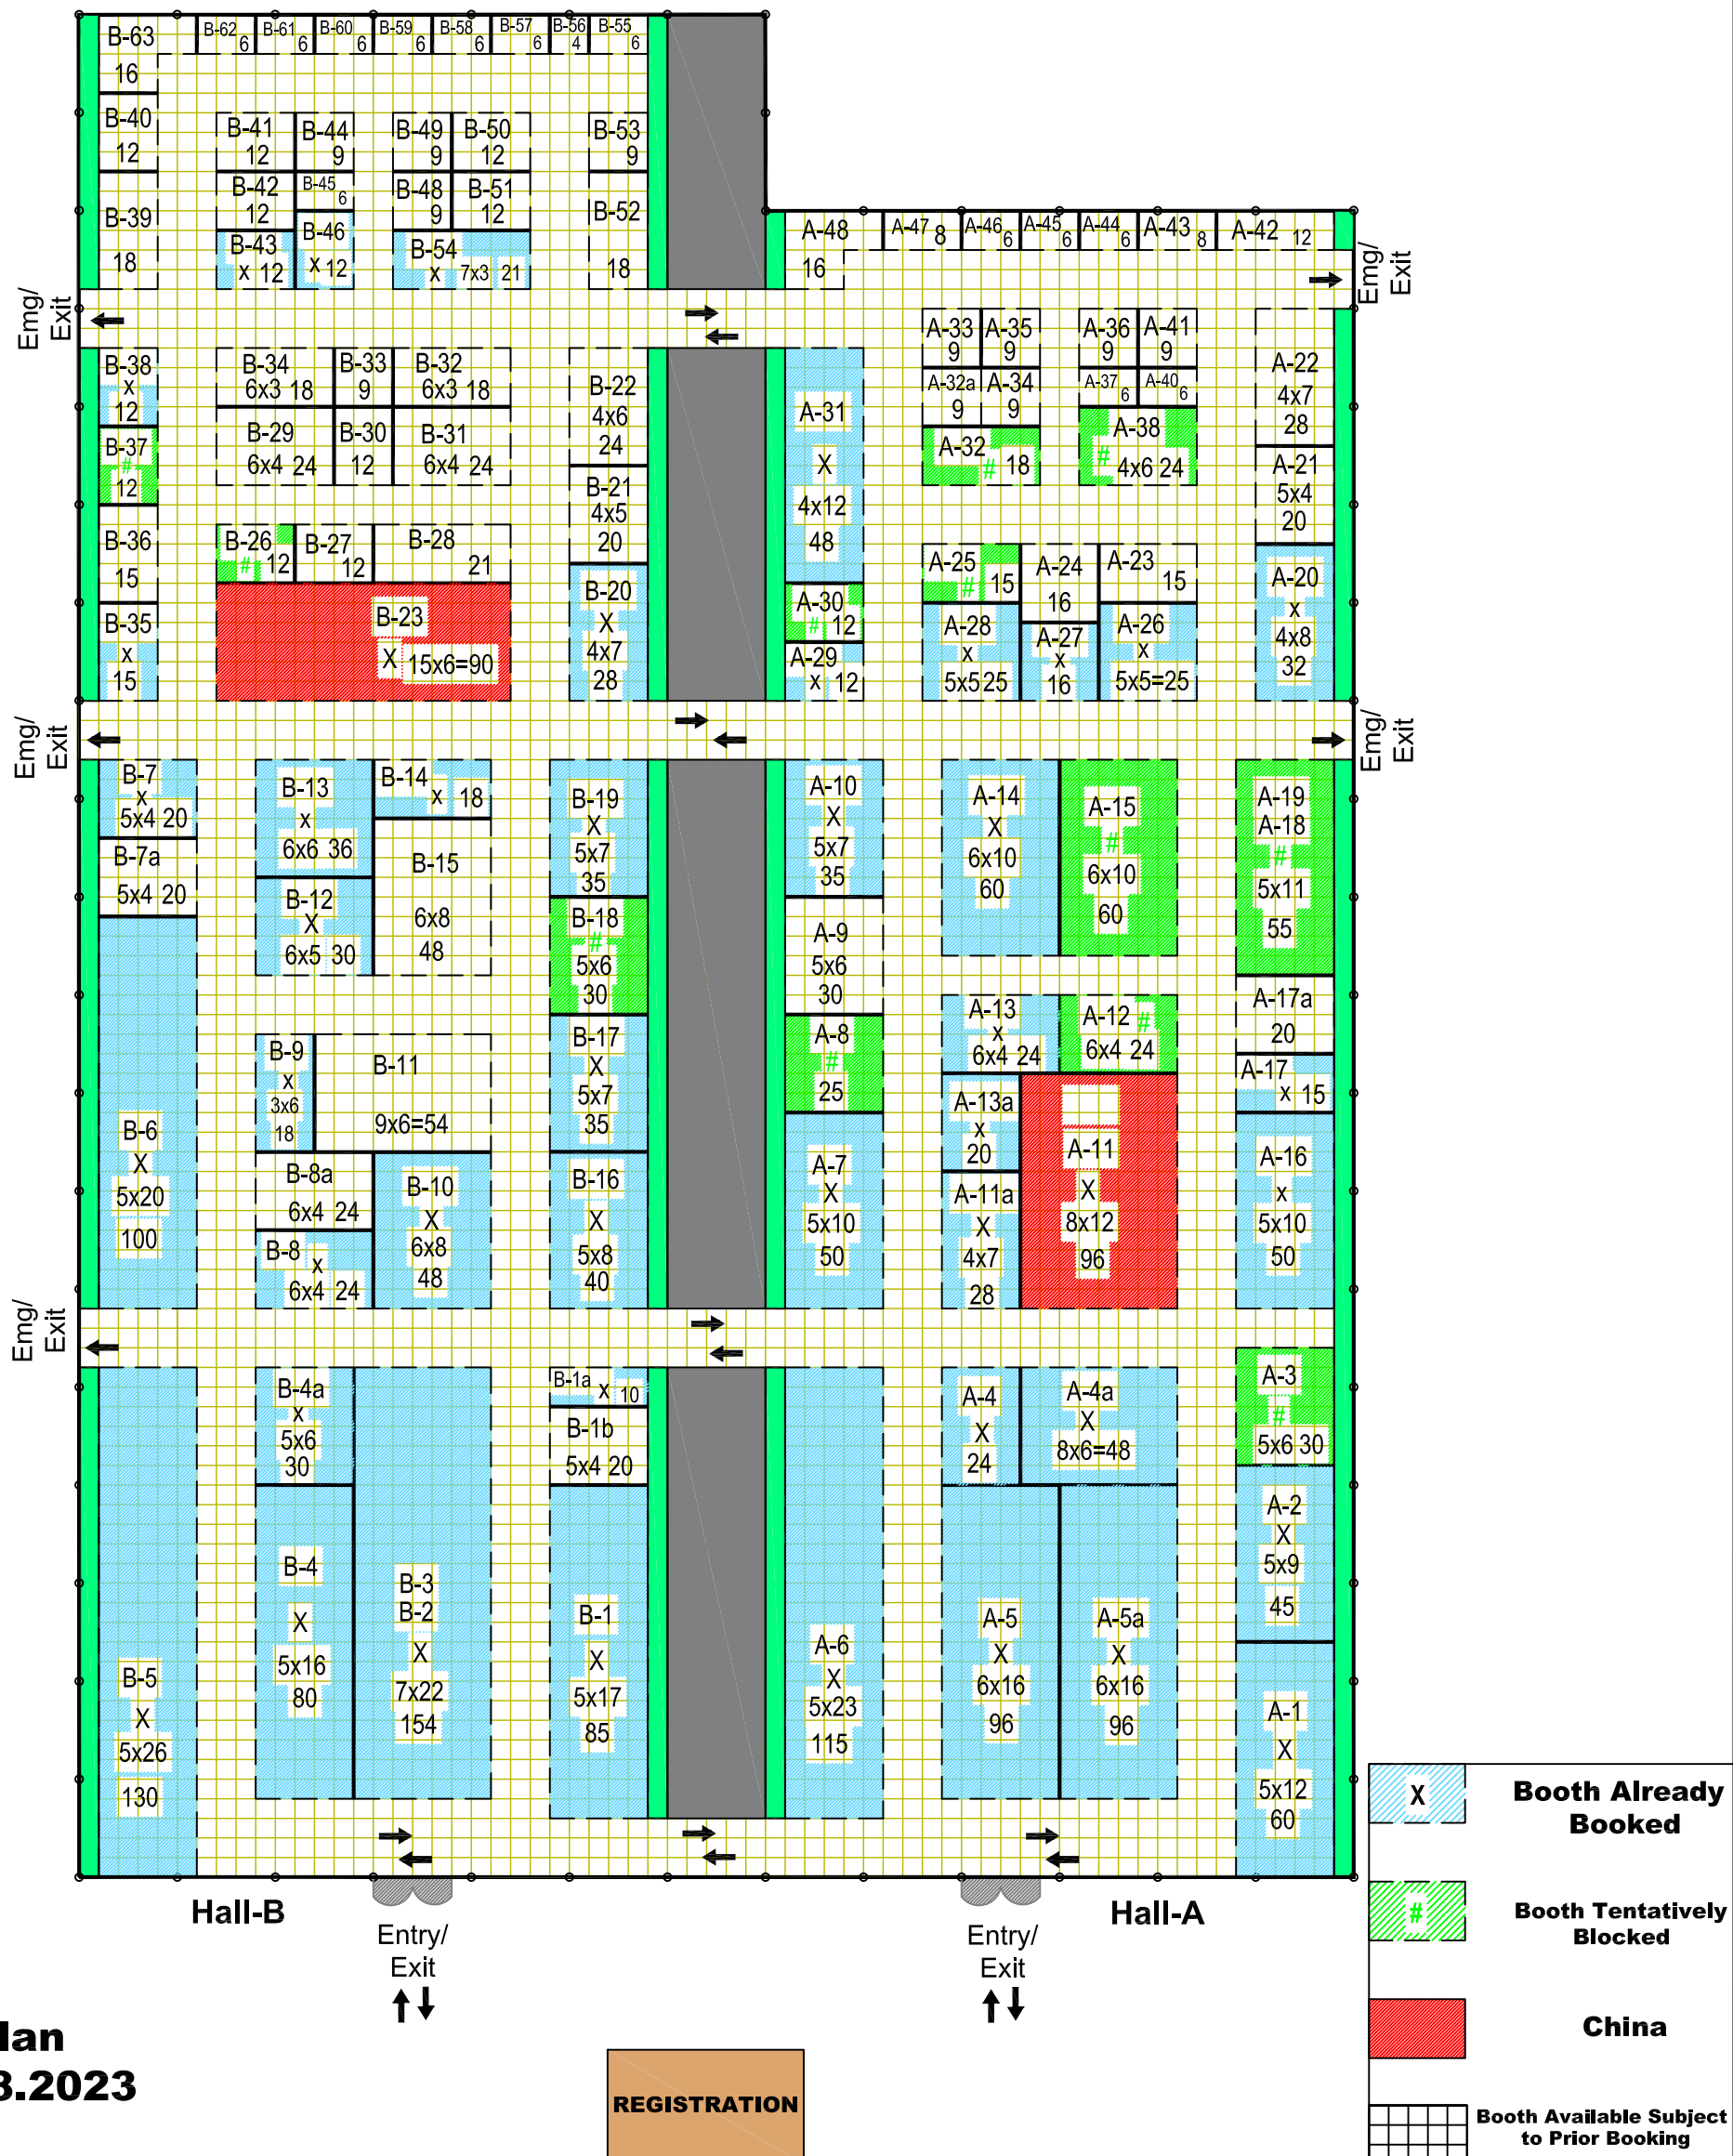 B-63
16
B-62 6
B-61 6
B-60 6
B-59 6
B-58 6
B-57 6
B-56 4
B-55 6
B-40
12
B-39
18
B-41
12
B-44
9
B-49
9
B-50
12
B-53
9
B-42
12
B-45 6
B-48
9
B-51
12
B-52
18
B-43
x 12
B-46
x 12
B-54
x 7x3 21
A-48
16
A-47 8
A-46 6
A-45 6
A-44 6
A-43 8
A-42 12
Emg/
Exit
Emg/
Exit
B-38
x
12
B-37
#
12
B-36
15
B-35
x
15
B-34
6x3 18
B-33
9
B-32
6x3 18
B-29
6x4 24
B-30
12
B-31
6x4 24
B-22
4x6
24
B-21
4x5
20
B-20
X
4x7
28
B-26
# 12
B-27
12
B-28
21
B-23
X 15x6=90
A-31
X
4x12
48
A-30
# 12
A-29
x 12
A-33
9
A-35
9
A-36
9
A-41
9
A-32a
9
A-34
9
A-37 6
A-40 6
A-32
# 18
A-38
# 4x6 24
A-22
4x7
28
A-21
5x4
20
A-20
x
4x8
32
A-25
# 15
A-24
16
A-23
15
A-28
x
5x5 25
A-27
x
16
A-26
x
5x5=25
Emg/
Exit
Emg/
Exit
B-7
x
5x4 20
B-7a
5x4 20
B-6
X
5x20
100
B-13
x
6x6 36
B-14
x 18
B-12
X
6x5 30
B-15
6x8
48
B-19
X
5x7
35
B-18
#
5x6
30
B-17
X
5x7
35
B-16
X
5x8
40
B-9
x
3x6
18
B-11
9x6=54
B-8a
6x4 24
B-8
x
6x4 24
B-10
X
6x8
48
A-10
X
5x7
35
A-9
5x6
30
A-8
#
25
A-7
X
5x10
50
A-14
X
6x10
60
A-15
#
6x10
60
A-19
A-18
#
5x11
55
A-17a
20
A-17
x 15
A-16
x
5x10
50
A-13
x
6x4 24
A-12 #
6x4 24
A-13a
x
20
A-11a
X
4x7
28
A-11
X
8x12
96
Emg/
Exit
B-5
X
5x26
130
B-4a
x
5x6
30
B-4
X
5x16
80
B-3
B-2
X
7x22
154
B-1a x 10
B-1b
5x4 20
B-1
X
5x17
85
A-6
X
5x23
115
A-4
X
24
A-4a
X
8x6=48
A-5
X
6x16
96
A-5a
X
6x16
96
A-3
#
5x6 30
A-2
X
5x9
45
A-1
X
5x12
60
Hall-B
Entry/
Exit
Hall-A
Entry/
Exit
X
Booth Already
Booked
#
Booth Tentatively
Blocked
China
Booth Available Subject
to Prior Booking
REGISTRATION
lan
3.2023